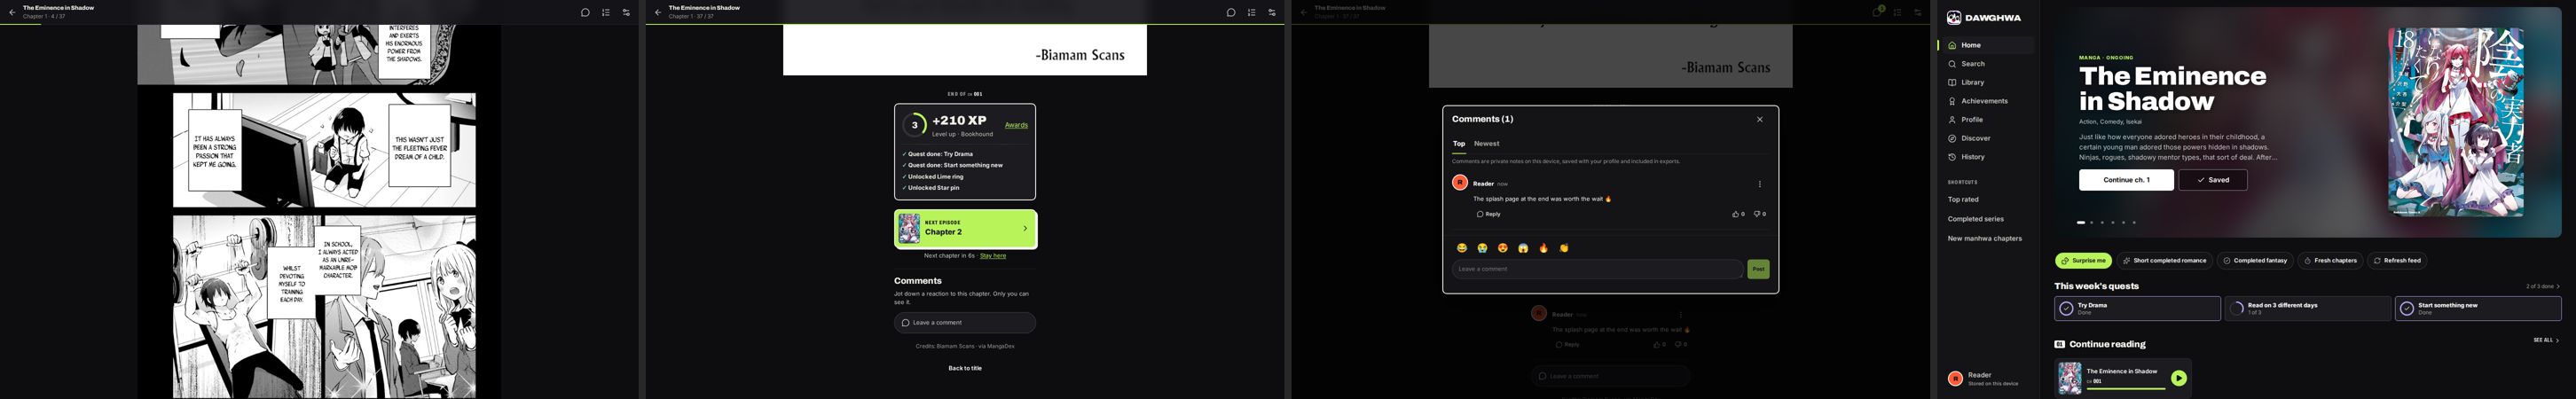 The Eminence in Shadow
Chapter 1 · 4 / 37
INTERFERES
AND EXERTS
HIS ENORMOUS
POWER FROM
THE SHADOWS.
IT HAS ALWAYS
BEEN A STRONG
PASSION THAT
KEPT ME GOING.
THIS WASN'T JUST
THE FLEETING FEVER
DREAM OF A CHILD.
IN SCHOOL,
I ALWAYS ACTED
AS AN UNRE-
MARKABLE MOB
CHARACTER.
WHILST
DEVOTING
MYSELF TO
TRAINING
EACH DAY.
The Eminence in Shadow
Chapter 1 · 37 / 37
-Biamam Scans
END OF CH 001
3
+210 XP
Level up · Bookhound
Awards
✓ Quest done: Try Drama
✓ Quest done: Start something new
✓ Unlocked Lime ring
✓ Unlocked Star pin
NEXT EPISODE
Chapter 2
Next chapter in 6s · Stay here
Comments
Jot down a reaction to this chapter. Only you can
see it.
Leave a comment
Credits: Biamam Scans · via MangaDex
Back to title
The Eminence in Shadow
Chapter 1 · 37 / 37
-Biamam Scans
Comments (1)
Top
Newest
Comments are private notes on this device, saved with your profile and included in exports.
R
Reader now
The splash page at the end was worth the wait 🔥
Reply
0
0
😂 😭 😍 😱 🔥 👏
Leave a comment
Post
R
Reader now
The splash page at the end was worth the wait 🔥
Reply
0
0
Leave a comment
DAWGHWA
Home
Search
Library
Achievements
Profile
Discover
History
SHORTCUTS
Top rated
Completed series
New manhwa chapters
R
Reader
Stored on this device
MANGA · ONGOING
The Eminence
in Shadow
Action, Comedy, Isekai
Just like how everyone adored heroes in their childhood, a
certain young man adored those powers hidden in shadows.
Ninjas, rogues, shadowy mentor types, that sort of deal. After...
Continue ch. 1
✓ Saved
陰の実力者
18
Surprise me
Short completed romance
Completed fantasy
Fresh chapters
Refresh feed
This week's quests
2 of 3 done
Try Drama
Done
Read on 3 different days
1 of 3
Start something new
Done
01
Continue reading
SEE ALL
The Eminence in Shadow
CH 001